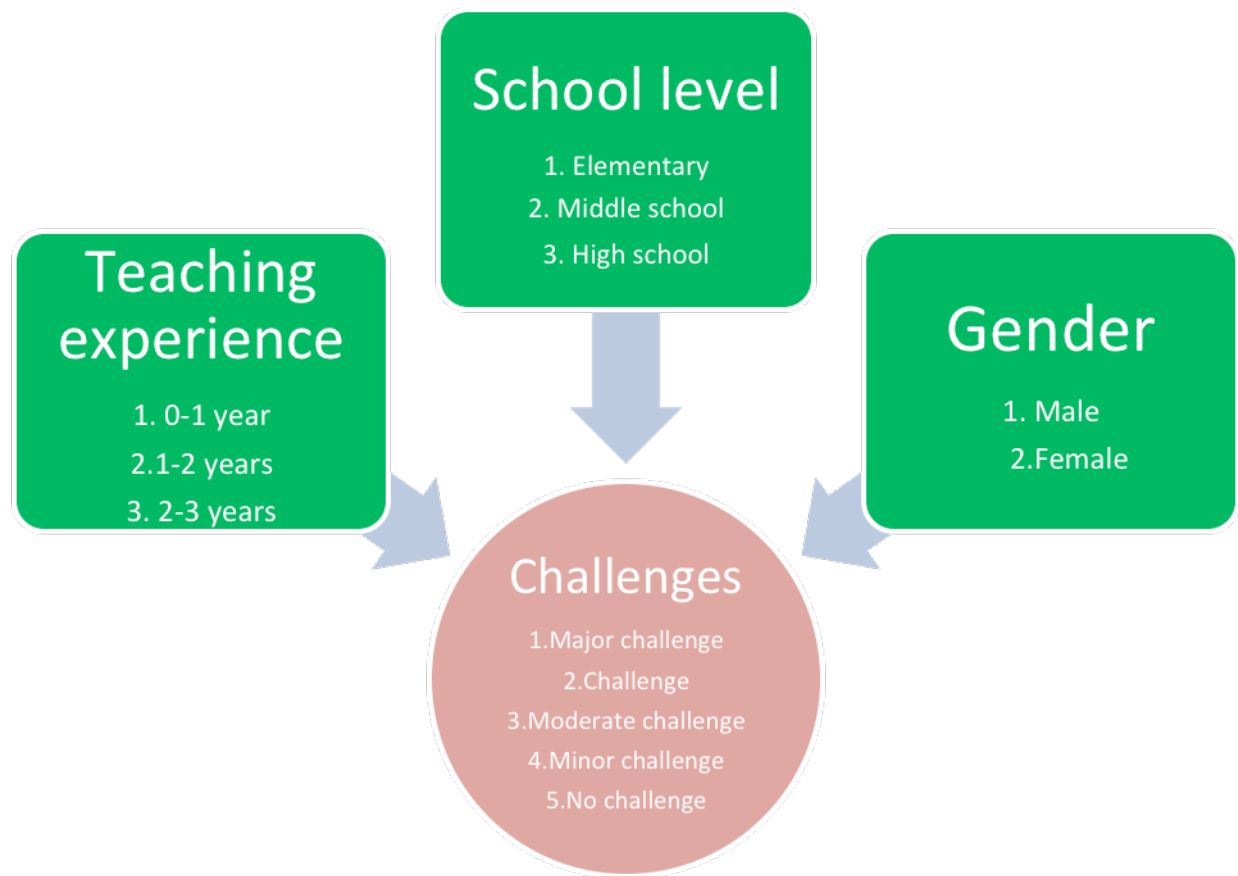 School level
1. Elementary
2. Middle school
3. High school
Teaching
experience
1. 0-1 year
2.1-2 years
3. 2-3 years
Gender
1. Male
2.Female
Challenges
1.Major challenge
2.Challenge
3.Moderate challenge
4.Minor challenge
5.No challenge